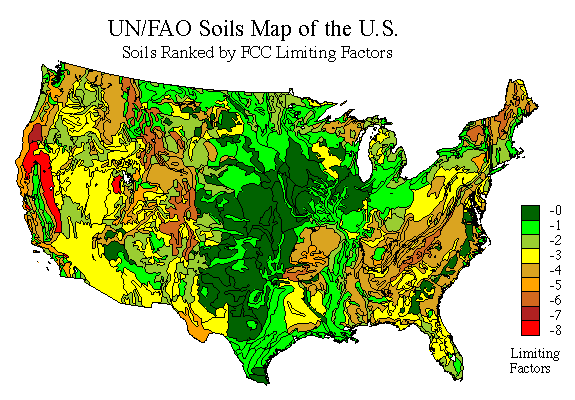 UN/FAO Soils Map of the U.S.
Soils Ranked by FCC Limiting Factors
-0
-1
-2
-3
-4
-5
-6
-7
-8
Limiting
Factors